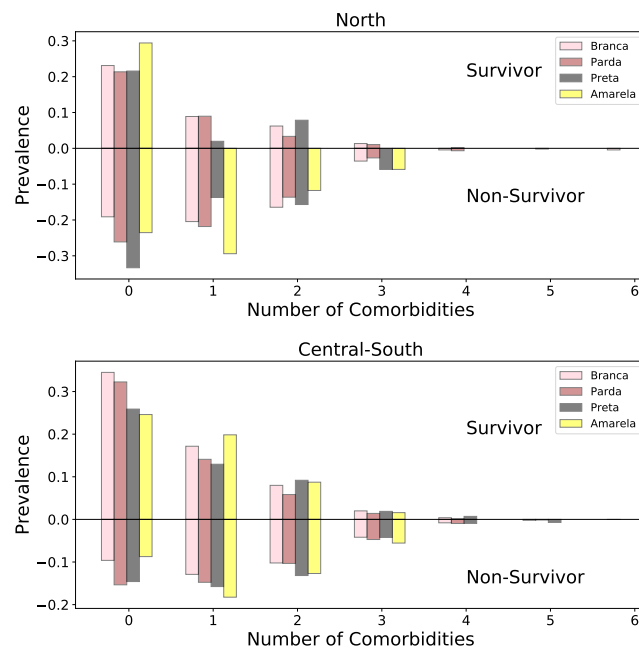 North
0.3
0.2
0.1
0.0
−0.1
−0.2
−0.3
Prevalence
Survivor
Non-Survivor
Branca
Parda
Preta
Amarela
0 1 2 3 4 5 6
Number of Comorbidities
Central-South
0.3
0.2
0.1
0.0
−0.1
−0.2
Prevalence
Survivor
Non-Survivor
Branca
Parda
Preta
Amarela
0 1 2 3 4 5 6
Number of Comorbidities